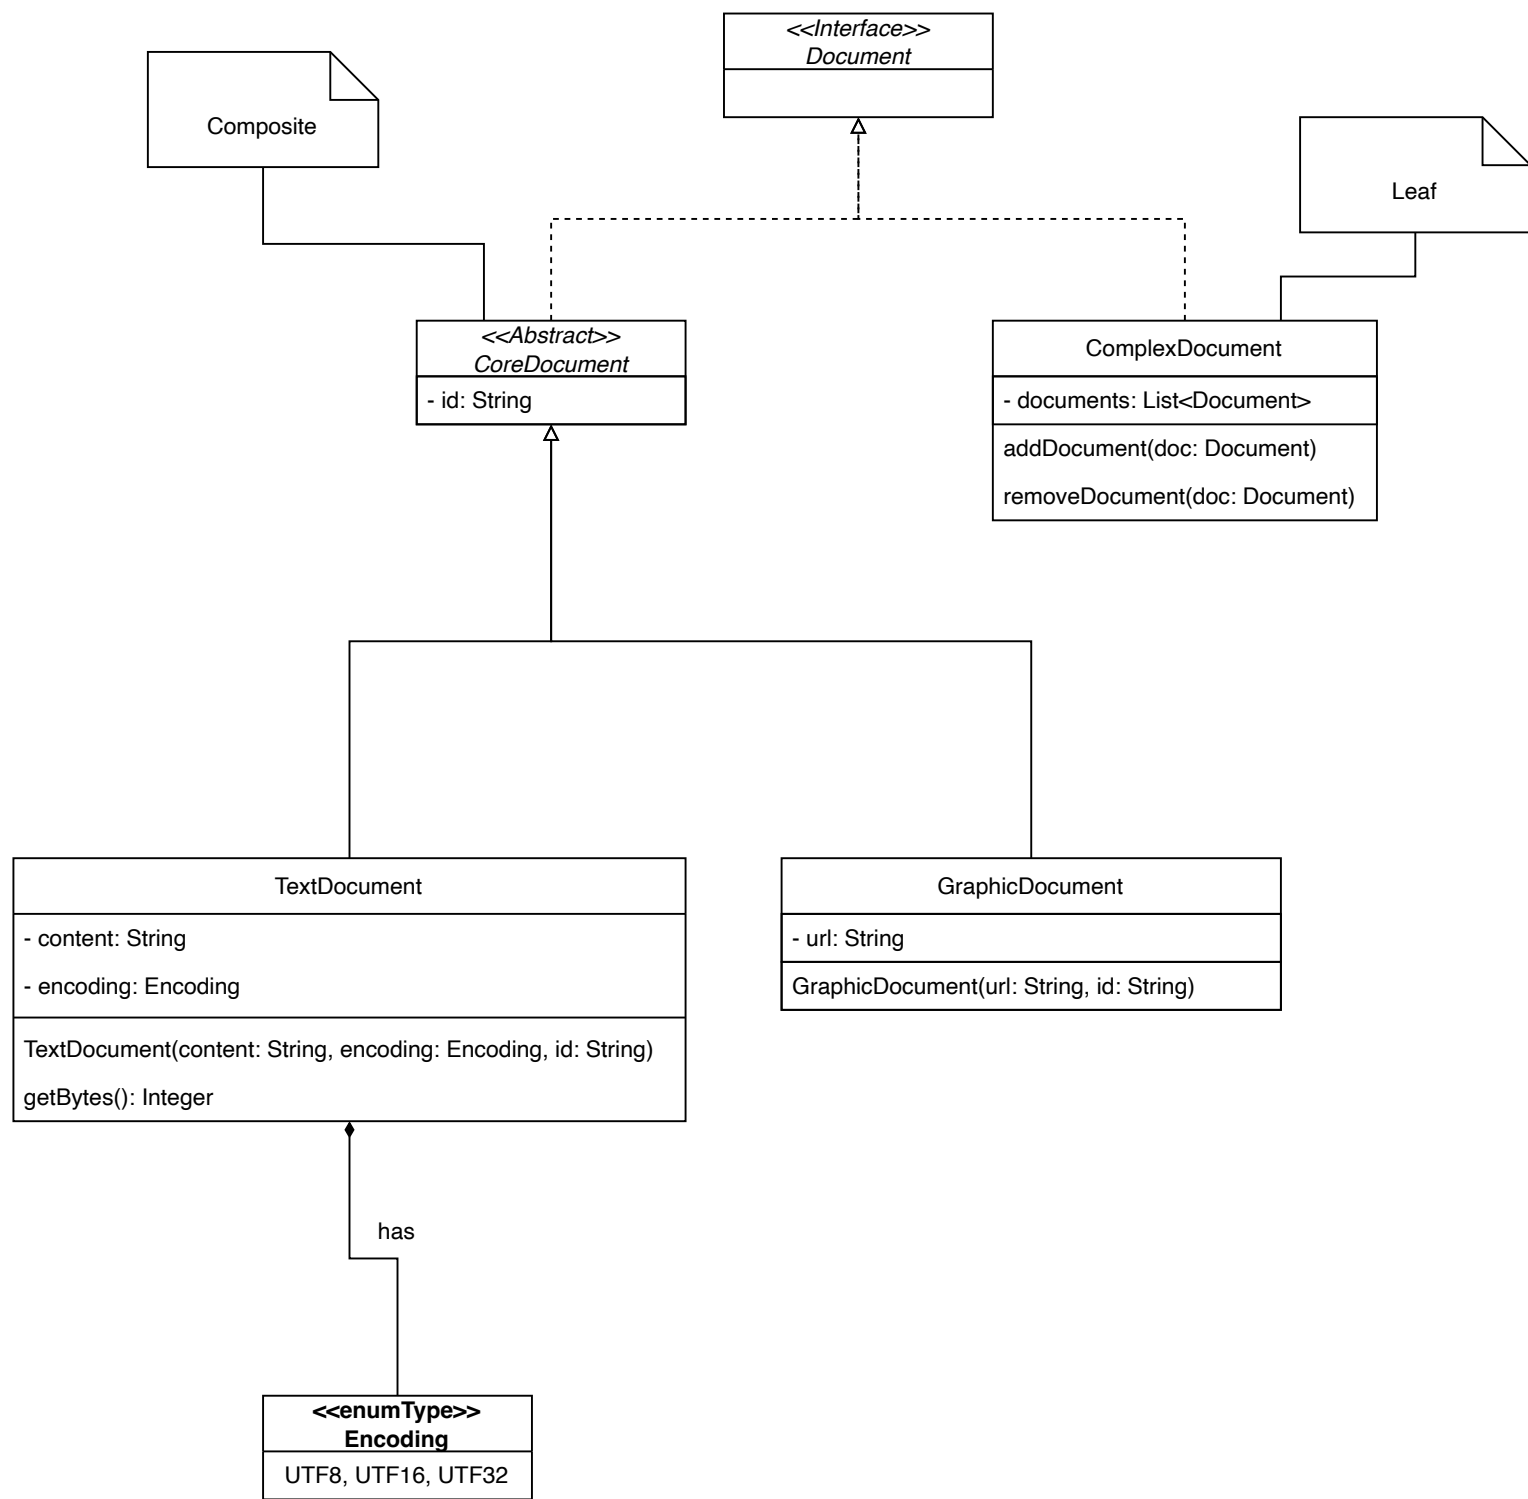 <<Interface>>
Document
Composite
Leaf
<<Abstract>>
CoreDocument
- id: String
ComplexDocument
- documents: List<Document>
addDocument(doc: Document)
removeDocument(doc: Document)
TextDocument
- content: String
- encoding: Encoding
TextDocument(content: String, encoding: Encoding, id: String)
getBytes(): Integer
GraphicDocument
- url: String
GraphicDocument(url: String, id: String)
has
<<enumType>>
Encoding
UTF8, UTF16, UTF32